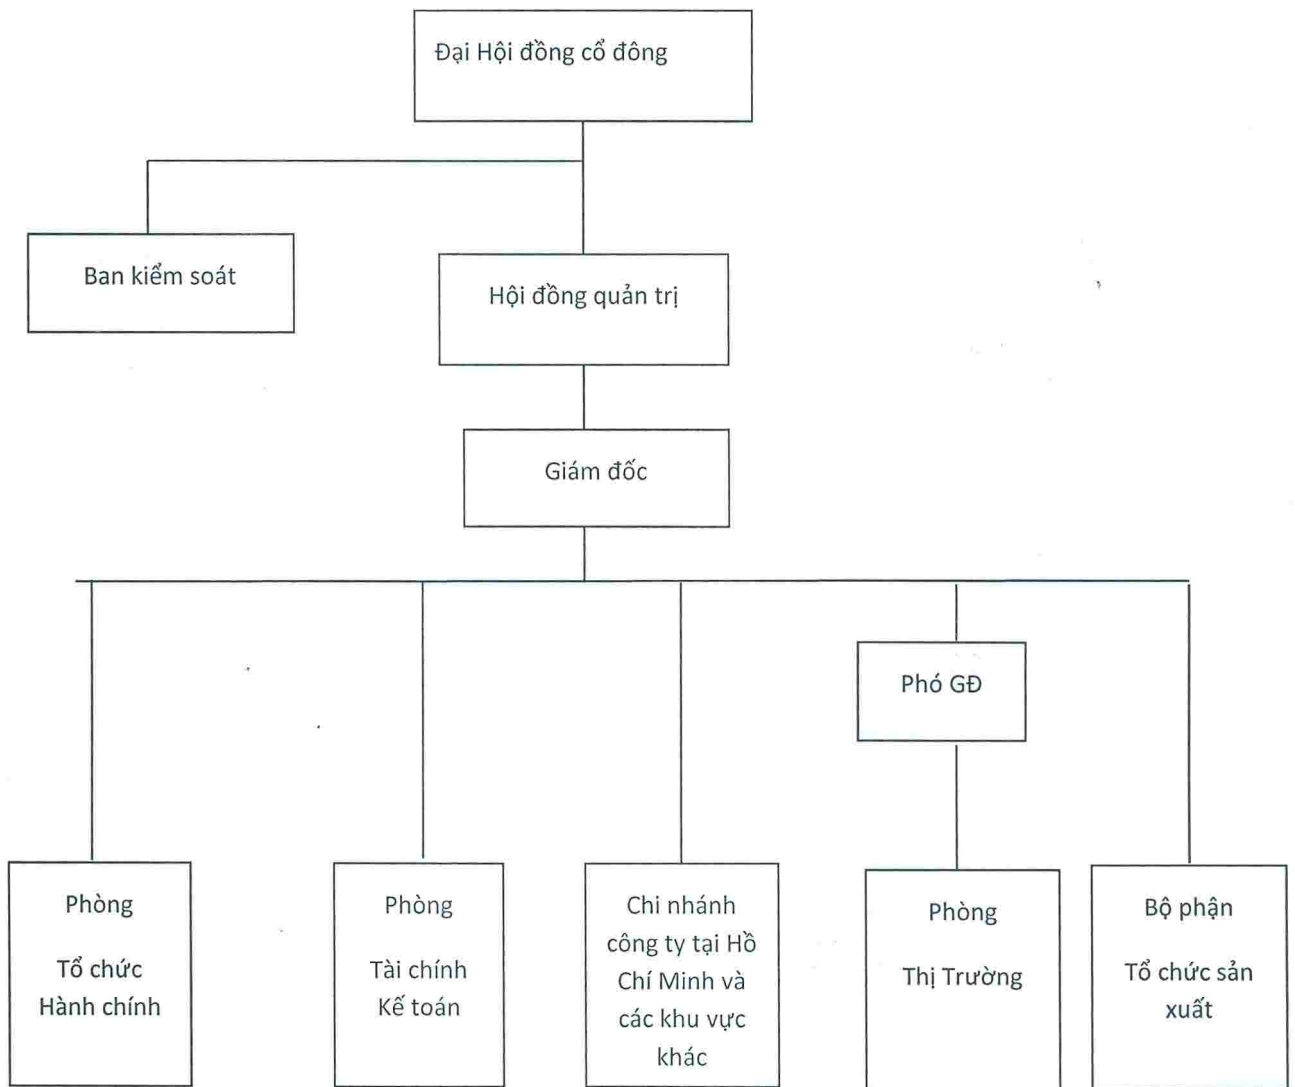 Đại Hội đồng cổ đông
Ban kiểm soát
Hội đồng quản trị
Giám đốc
Phó GĐ
Phòng
Tổ chức
Hành chính
Phòng
Tài chính
Kế toán
Chi nhánh
công ty tại Hồ
Chí Minh và
các khu vực
khác
Phòng
Thị Trường
Bộ phận
Tổ chức sản
xuất